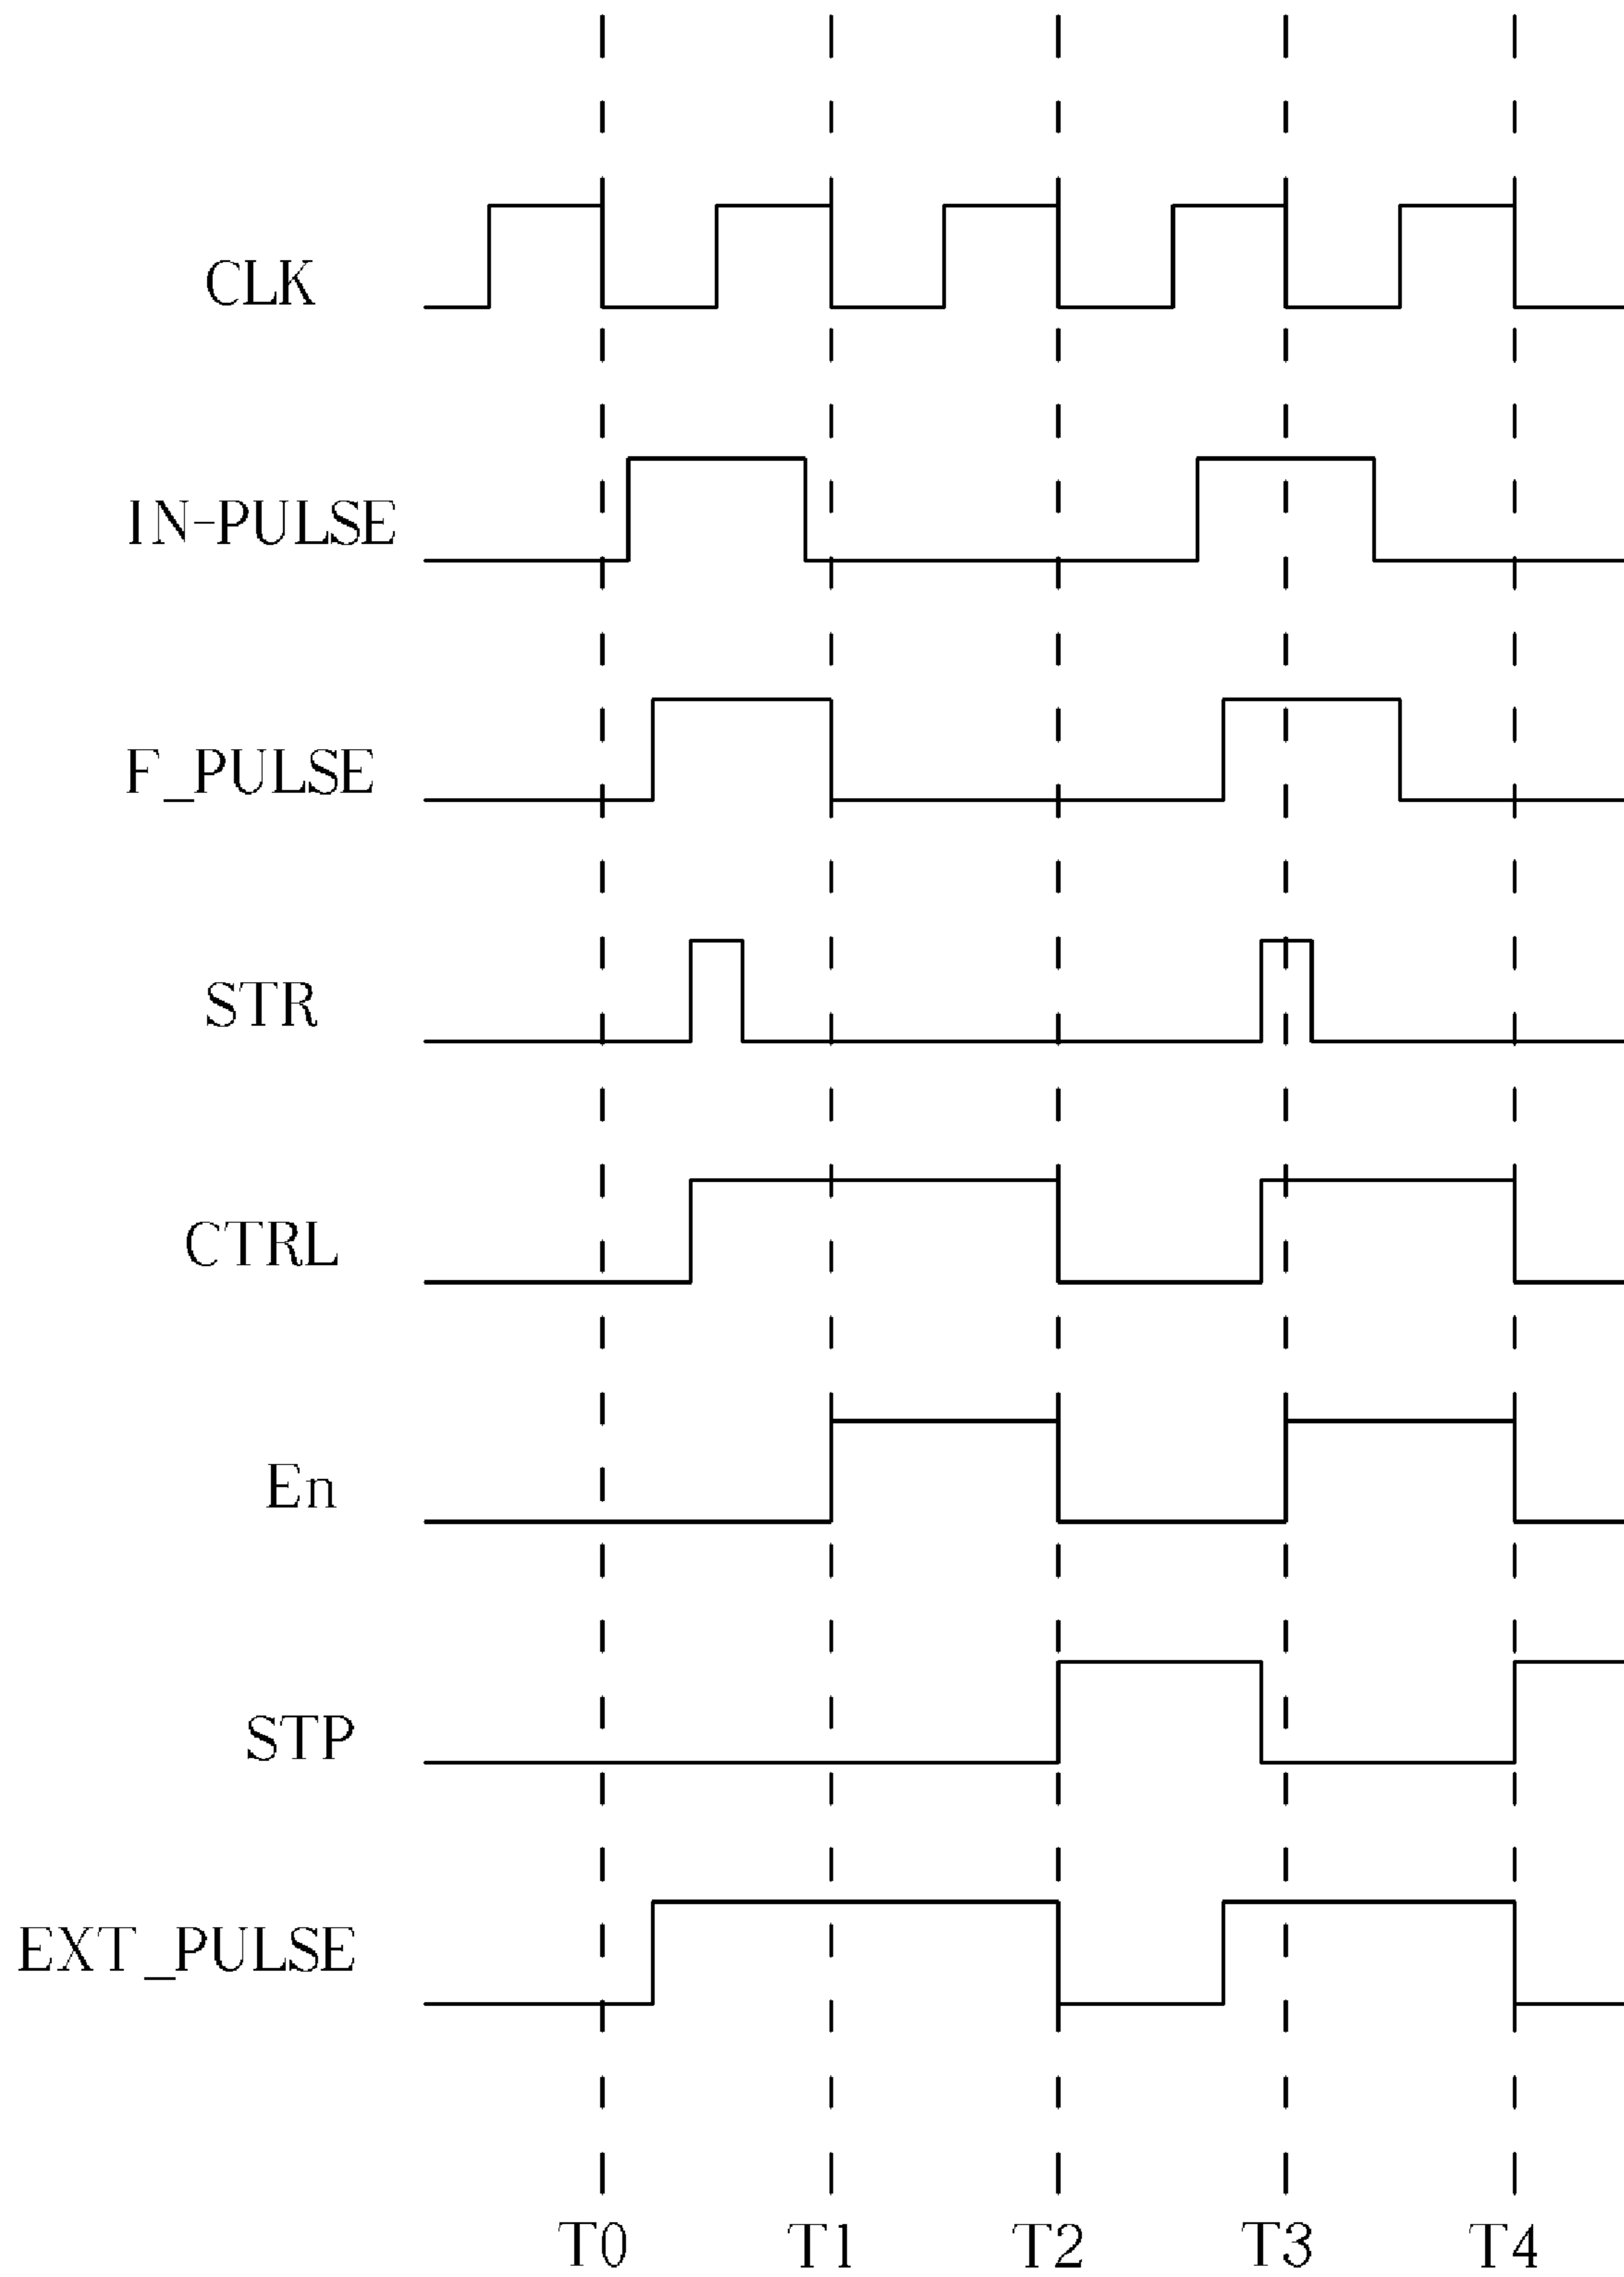 CLK
IN-PULSE
F_PULSE
STR
CTRL
En
STP
EXT_PULSE
T0 T1 T2 T3 T4